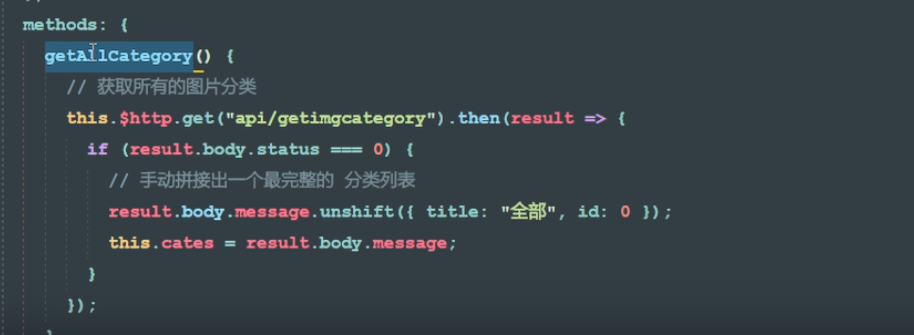 methods: {
getAllCategory() {
// 获取所有的图片分类
this.$http.get("api/getimgcategory").then(result => {
if (result.body.status === 0) {
// 手动拼接出一个最完整的 分类列表
result.body.message.unshift({ title: "全部", id: 0 });
this.cates = result.body.message;
}
});